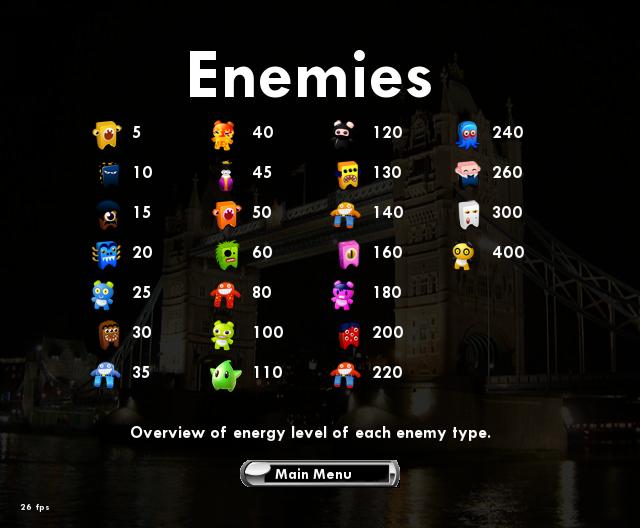 Enemies
5 40 120 240
10 45 130 260
15 50 140 300
20 60 160 400
25 80 180
30 100 200
35 110 220
Overview of energy level of each enemy type.
Main Menu
26 fps